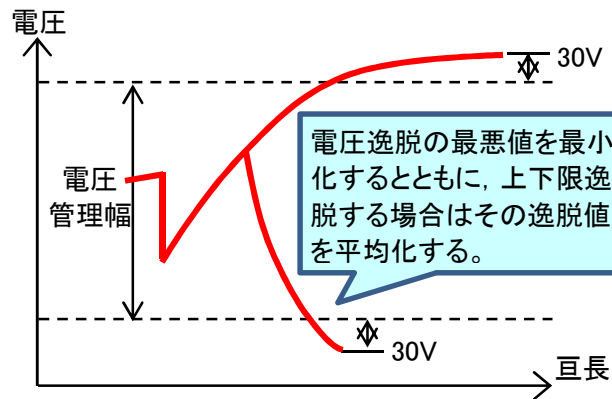 電圧
30V
電圧
管理幅
電圧逸脱の最悪値を最小
化するとともに，上下限逸
脱する場合はその逸脱値
を平均化する。
30V
亘長